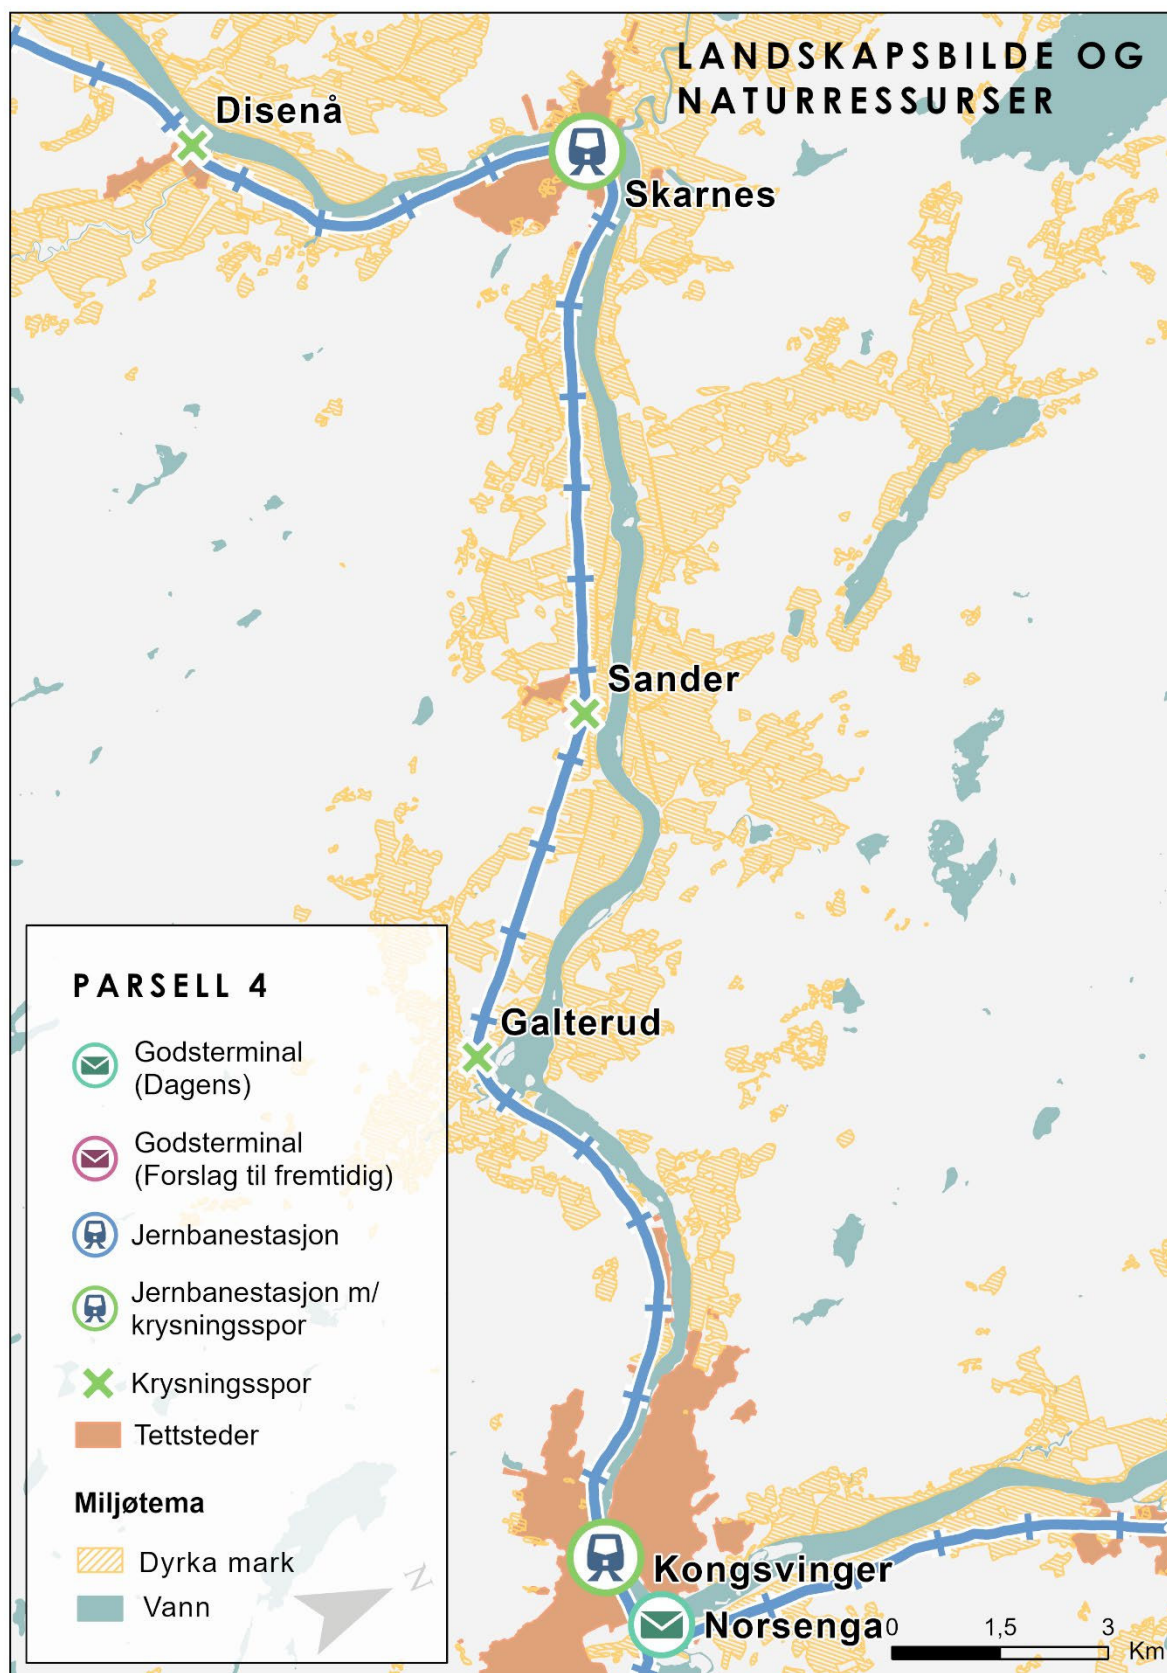 LANDSKAPSBILDE OG
NATURRESSURSER
Disenå
Skarnes
Sander
Galterud
Kongsvinger
Norsenga
PARSELL 4
Godsterminal
(Dagens)
Godsterminal
(Forslag til fremtidig)
Jernbanestasjon
Jernbanestasjon m/
krysningsspor
Krysningsspor
Tettsteder
Miljøtema
Dyrka mark
Vann
N
0 1,5 3
Km